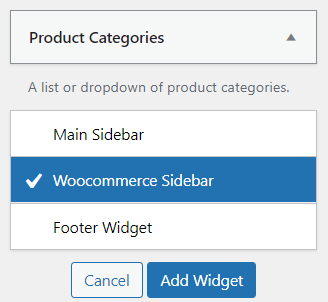 Product Categories
A list or dropdown of product categories.
Main Sidebar
Woocommerce Sidebar
Footer Widget
Cancel Add Widget